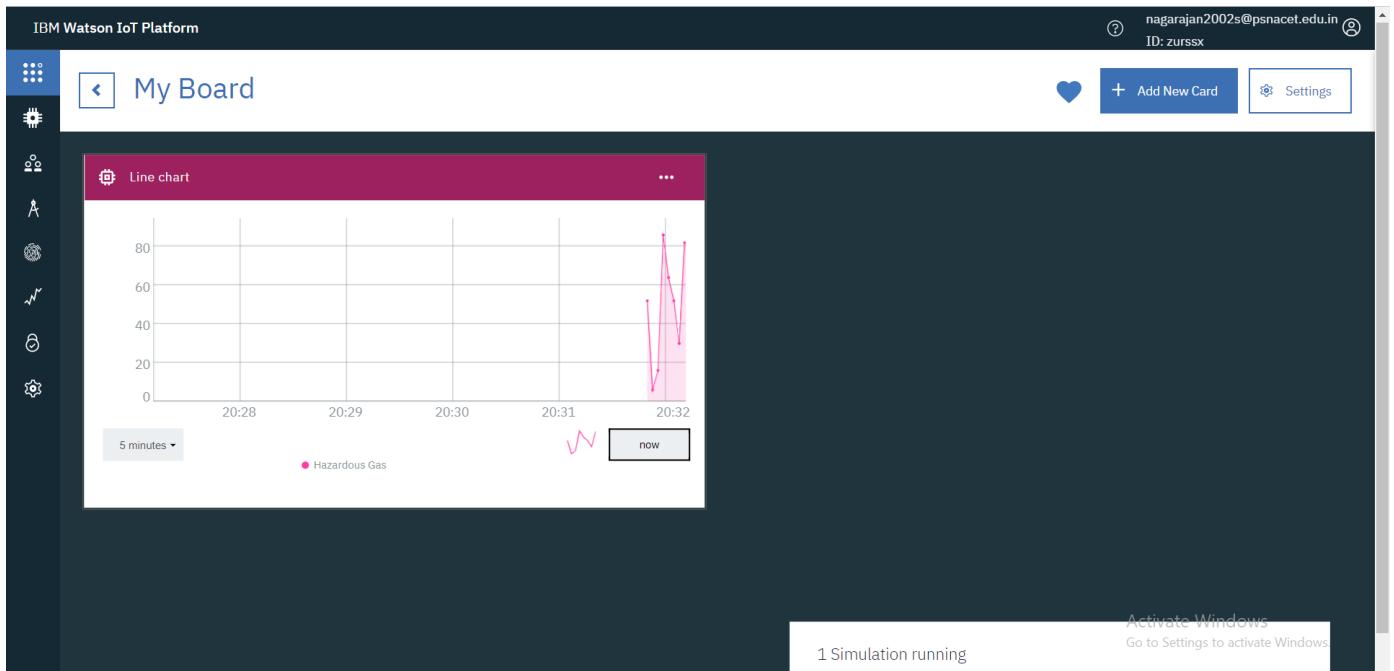 IBM Watson IoT Platform
nagarajan2002s@psnacet.edu.in
ID: zurssx
My Board
Add New Card
Settings
Line chart
80
60
40
20
0
20:28 20:29 20:30 20:31 20:32
5 minutes
now
Hazardous Gas
1 Simulation running
Activate Windows
Go to Settings to activate Windows.